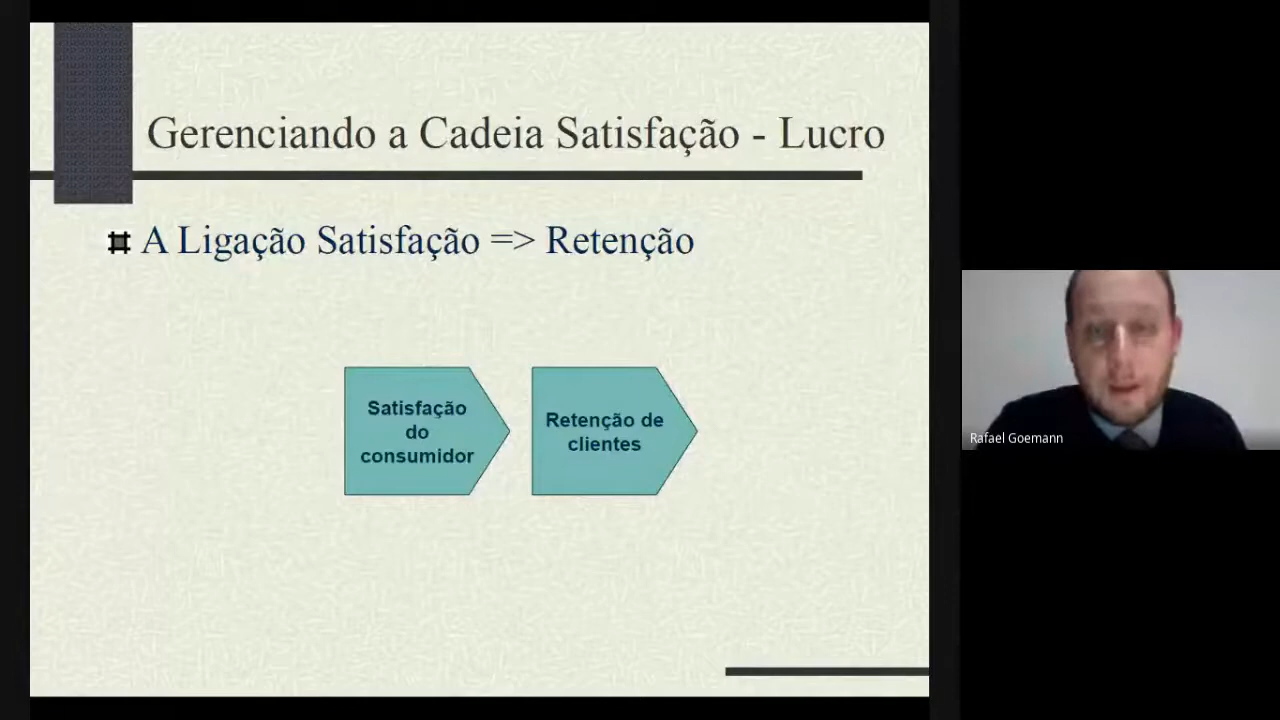 Gerenciando a Cadeia Satisfação - Lucro
A Ligação Satisfação => Retenção
Satisfação
do
consumidor
Retenção de
clientes
Rafael Goemann